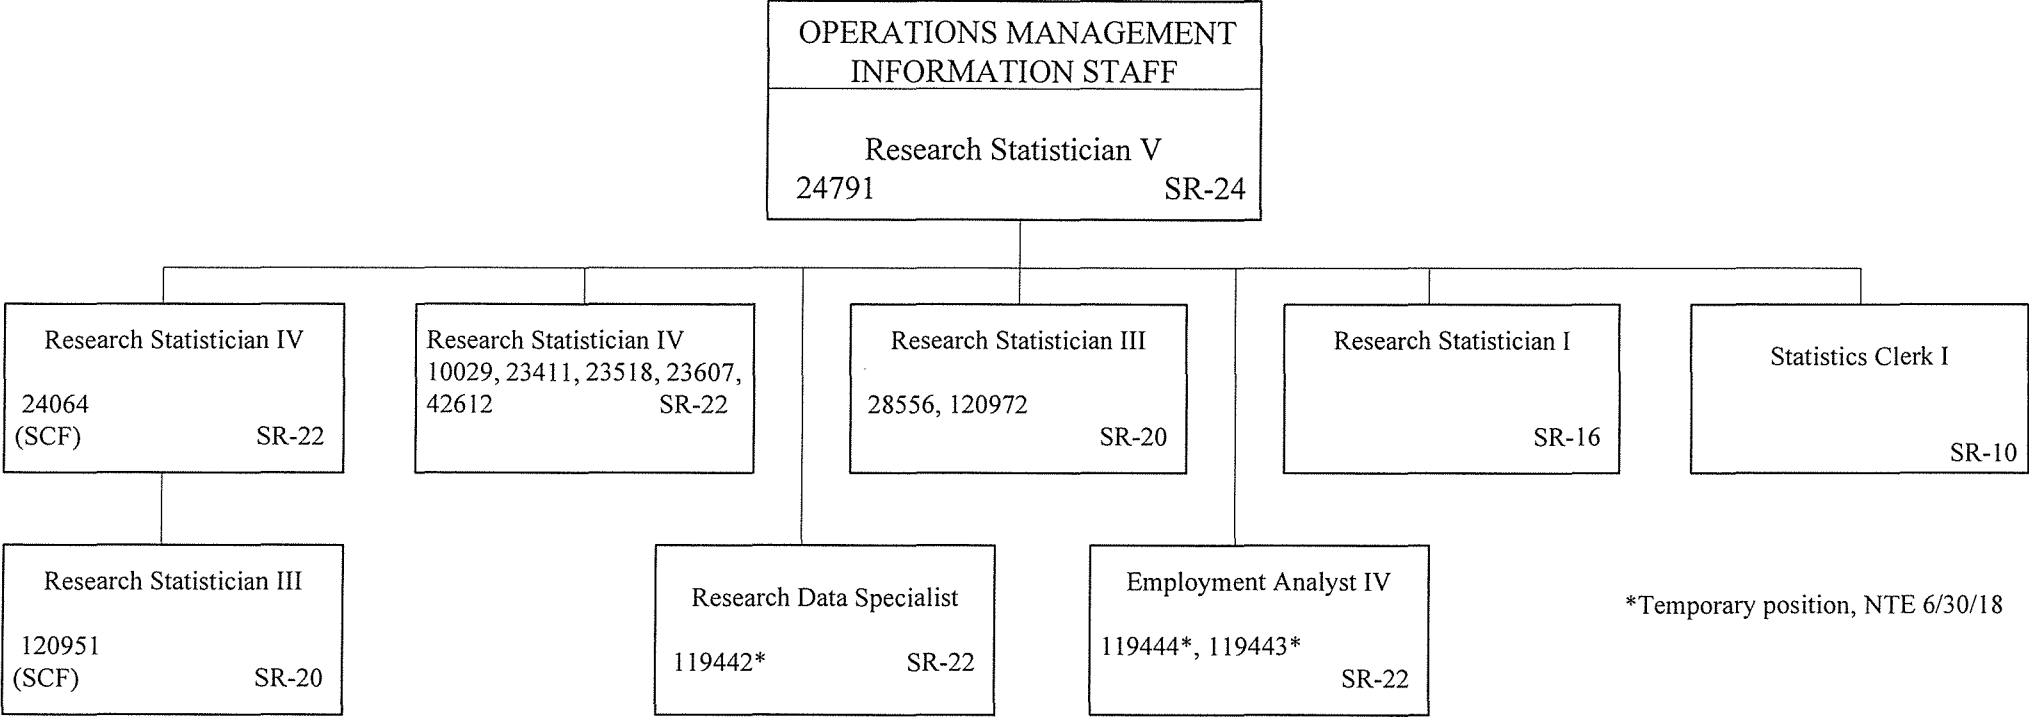 OPERATIONS MANAGEMENT
INFORMATION STAFF
Research Statistician V
24791 SR-24
Research Statistician IV
24064
(SCF) SR-22
Research Statistician IV
10029, 23411, 23518, 23607,
42612 SR-22
Research Statistician III
28556, 120972
SR-20
Research Statistician I
SR-16
Statistics Clerk I
SR-10
Research Statistician III
120951
(SCF) SR-20
Research Data Specialist
119442* SR-22
Employment Analyst IV
119444*, 119443*
SR-22
*Temporary position, NTE 6/30/18